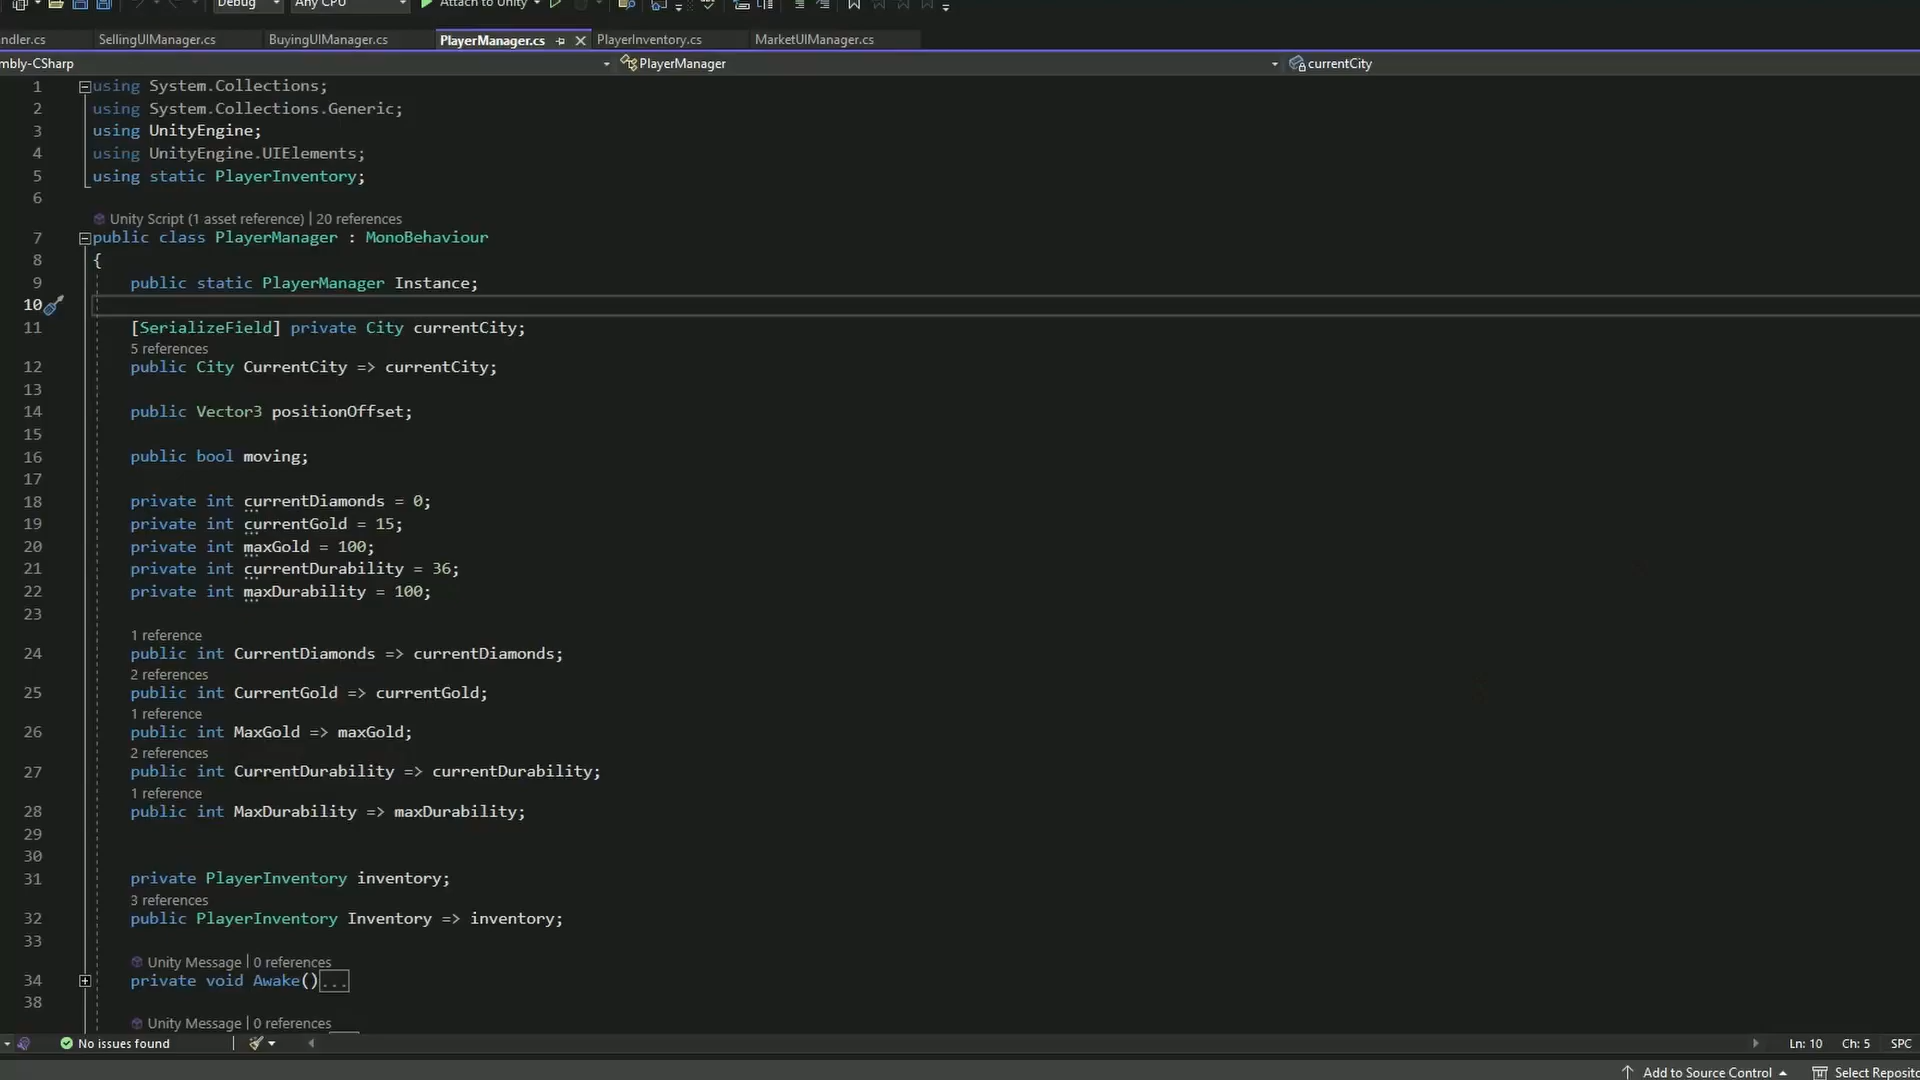 Debug Any CPU Attach to Unity
ndler.cs SellingUIManager.cs BuyingUIManager.cs PlayerManager.cs PlayerInventory.cs MarketUIManager.cs
mbly-CSharp PlayerManager currentCity
1 using System.Collections;
2 using System.Collections.Generic;
3 using UnityEngine;
4 using UnityEngine.UIElements;
5 using static PlayerInventory;
6
Unity Script (1 asset reference) | 20 references
7 public class PlayerManager : MonoBehaviour
8 {
9 public static PlayerManager Instance;
10
11 [SerializeField] private City currentCity;
5 references
12 public City CurrentCity => currentCity;
13
14 public Vector3 positionOffset;
15
16 public bool moving;
17
18 private int currentDiamonds = 0;
19 private int currentGold = 15;
20 private int maxGold = 100;
21 private int currentDurability = 36;
22 private int maxDurability = 100;
23
1 reference
24 public int CurrentDiamonds => currentDiamonds;
2 references
25 public int CurrentGold => currentGold;
1 reference
26 public int MaxGold => maxGold;
2 references
27 public int CurrentDurability => currentDurability;
1 reference
28 public int MaxDurability => maxDurability;
29
30
31 private PlayerInventory inventory;
3 references
32 public PlayerInventory Inventory => inventory;
33
Unity Message | 0 references
34 private void Awake()...
38
Unity Message | 0 references
No issues found Ln: 10 Ch: 5 SPC
Add to Source Control Select Reposito